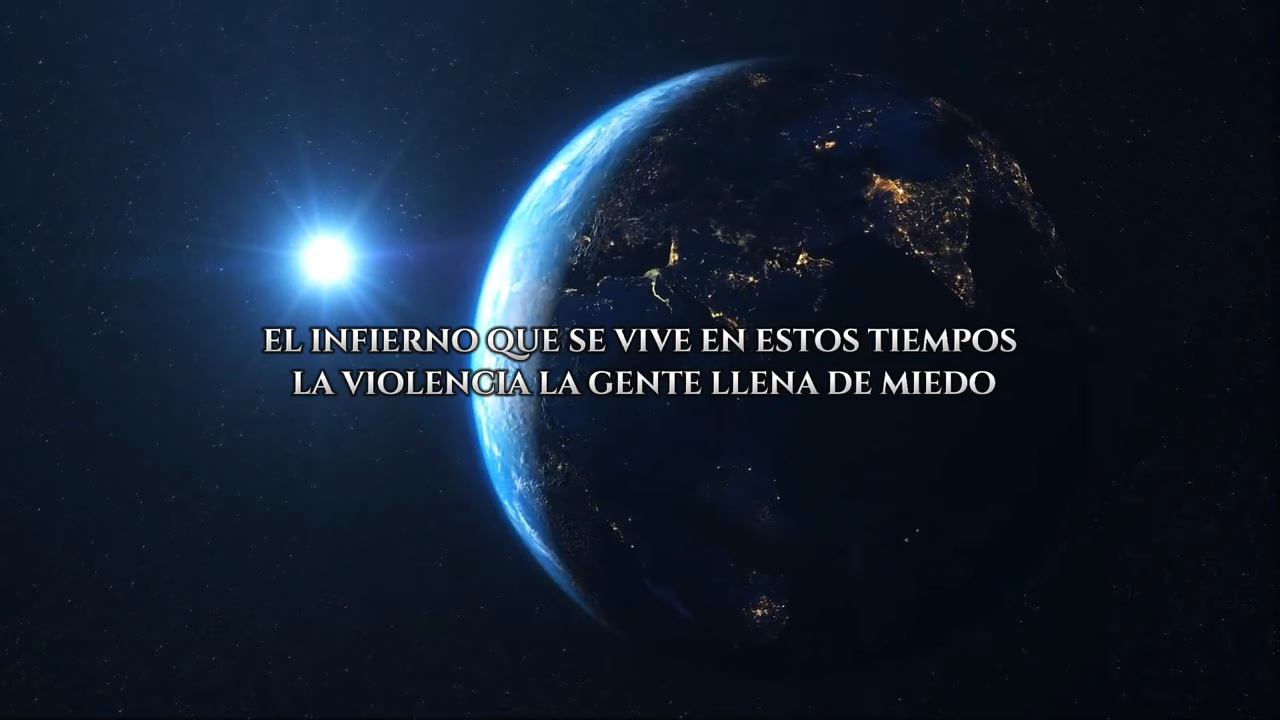 EL INFIERNO QUE SE VIVE EN ESTOS TIEMPOS
LA VIOLENCIA LA GENTE LLENA DE MIEDO